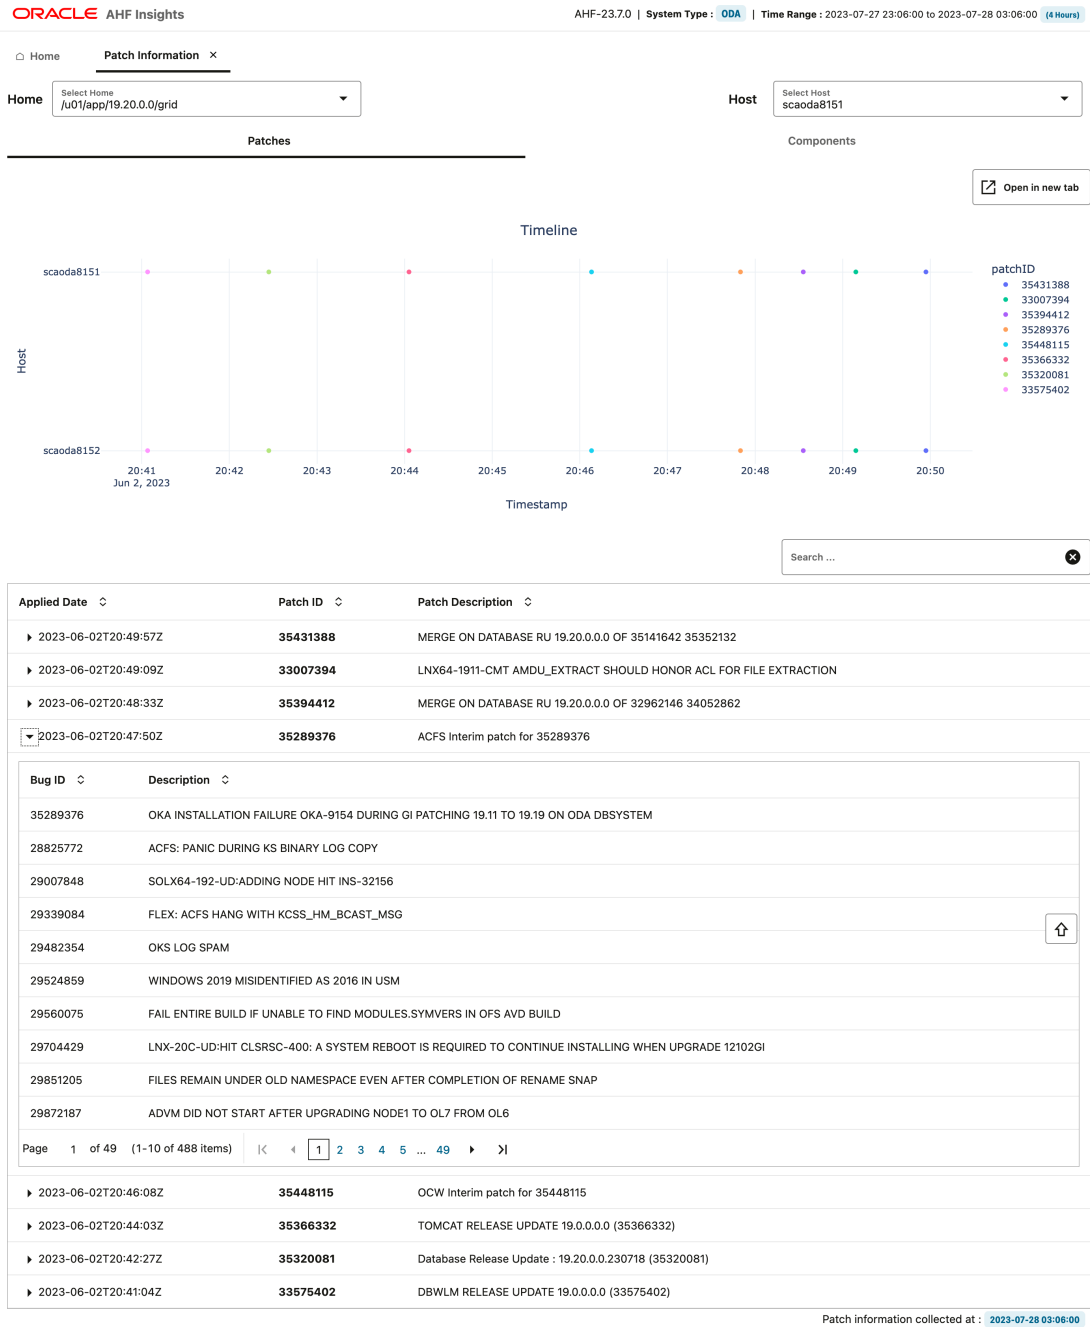 ORACLE AHF Insights
AHF-23.7.0 | System Type : ODA | Time Range : 2023-07-27 23:06:00 to 2023-07-28 03:06:00 (4 Hours)
Home Patch Information ×
Home Select Home /u01/app/19.20.0.0/grid
Host Select Host scaoda8151
Patches Components
Open in new tab
Timeline
scaoda8151
Host
scaoda8152
20:41 20:42 20:43 20:44 20:45 20:46 20:47 20:48 20:49 20:50
Jun 2, 2023
Timestamp
patchID
35431388
33007394
35394412
35289376
35448115
35366332
35320081
33575402
Search ...
Applied Date Patch ID Patch Description
2023-06-02T20:49:57Z 35431388 MERGE ON DATABASE RU 19.20.0.0.0 OF 35141642 35352132
2023-06-02T20:49:09Z 33007394 LNX64-1911-CMT AMDU_EXTRACT SHOULD HONOR ACL FOR FILE EXTRACTION
2023-06-02T20:48:33Z 35394412 MERGE ON DATABASE RU 19.20.0.0.0 OF 32962146 34052862
2023-06-02T20:47:50Z 35289376 ACFS Interim patch for 35289376
Bug ID Description
35289376 OKA INSTALLATION FAILURE OKA-9154 DURING GI PATCHING 19.11 TO 19.19 ON ODA DBSYSTEM
28825772 ACFS: PANIC DURING KS BINARY LOG COPY
29007848 SOLX64-192-UD:ADDING NODE HIT INS-32156
29339084 FLEX: ACFS HANG WITH KCSS_HM_BCAST_MSG
29482354 OKS LOG SPAM
29524859 WINDOWS 2019 MISIDENTIFIED AS 2016 IN USM
29560075 FAIL ENTIRE BUILD IF UNABLE TO FIND MODULES.SYMVERS IN OFS AVD BUILD
29704429 LNX-20C-UD:HIT CLSRSC-400: A SYSTEM REBOOT IS REQUIRED TO CONTINUE INSTALLING WHEN UPGRADE 12102GI
29851205 FILES REMAIN UNDER OLD NAMESPACE EVEN AFTER COMPLETION OF RENAME SNAP
29872187 ADVM DID NOT START AFTER UPGRADING NODE1 TO OL7 FROM OL6
Page 1 of 49 (1-10 of 488 items) 1 2 3 4 5 ... 49
2023-06-02T20:46:08Z 35448115 OCW Interim patch for 35448115
2023-06-02T20:44:03Z 35366332 TOMCAT RELEASE UPDATE 19.0.0.0.0 (35366332)
2023-06-02T20:42:27Z 35320081 Database Release Update : 19.20.0.0.230718 (35320081)
2023-06-02T20:41:04Z 33575402 DBWLM RELEASE UPDATE 19.0.0.0.0 (33575402)
Patch information collected at : 2023-07-28 03:06:00